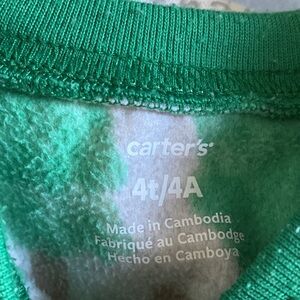 carter's
4t/4A
Made in Cambodia
Fabriqué au Cambodge
Hecho en Camboya